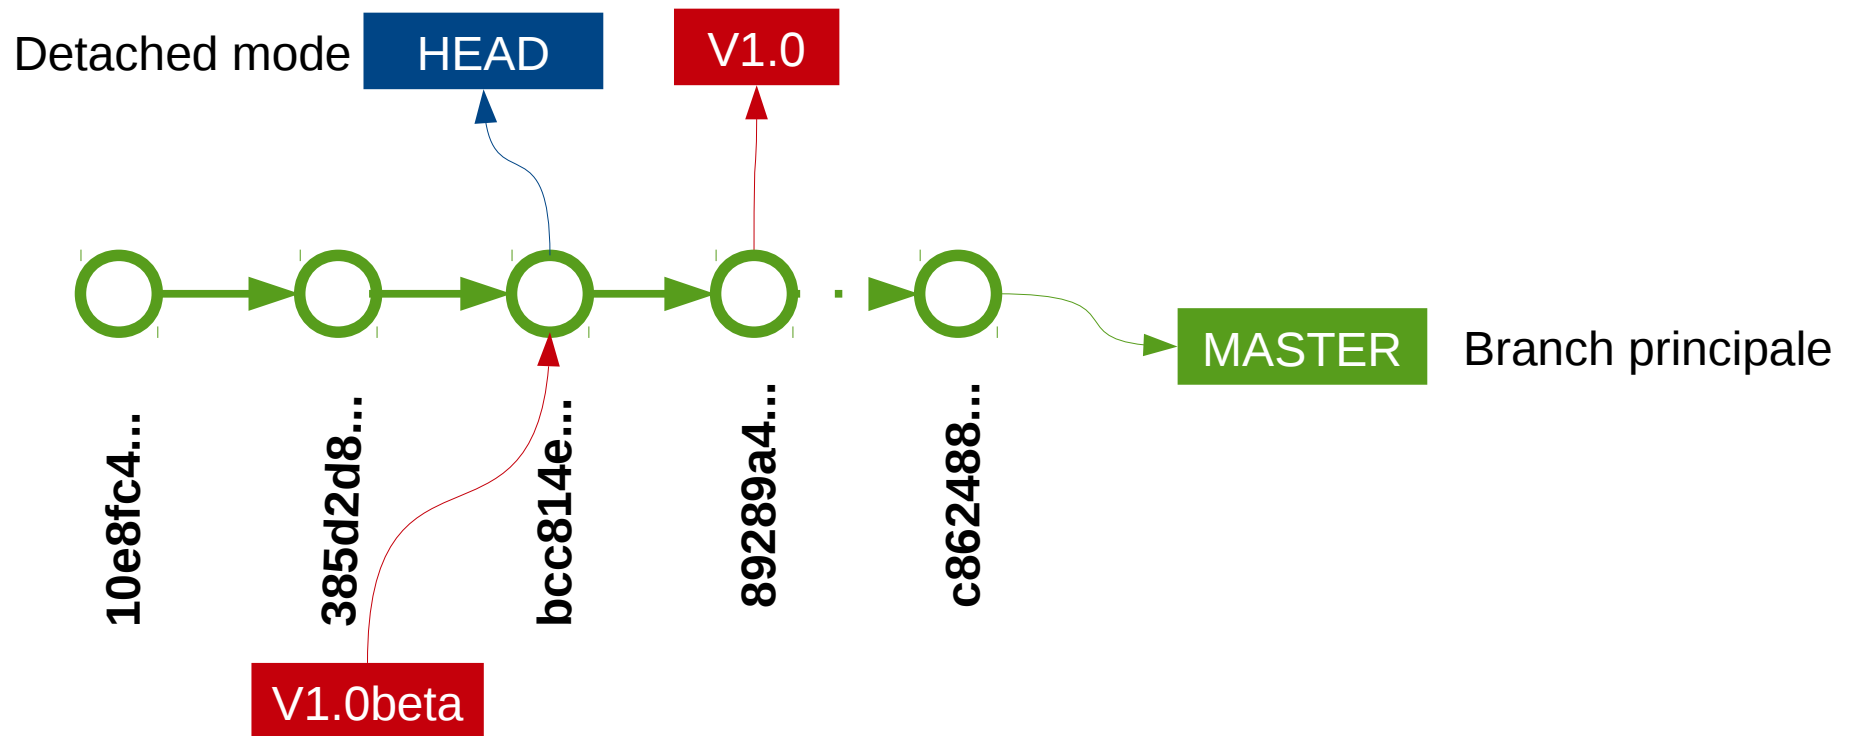 Detached mode
HEAD
V1.0
MASTER
Branch principale
10e8fc4...
385d2d8...
bcc814e...
89289a4...
c862488...
V1.0beta